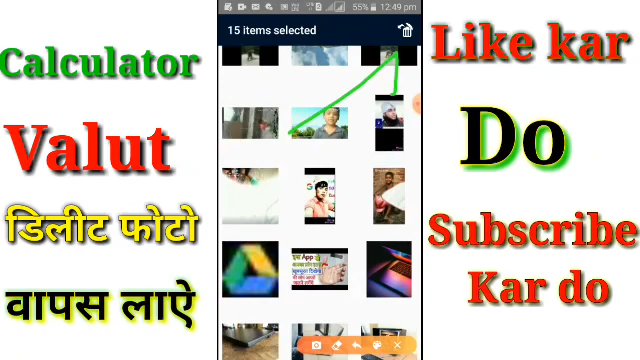 55% 12:49 pm
15 items selected
Calculator
Valut
डिलीट फोटो
वापस लाऐ
Like kar
Do
Subscribe
Kar do